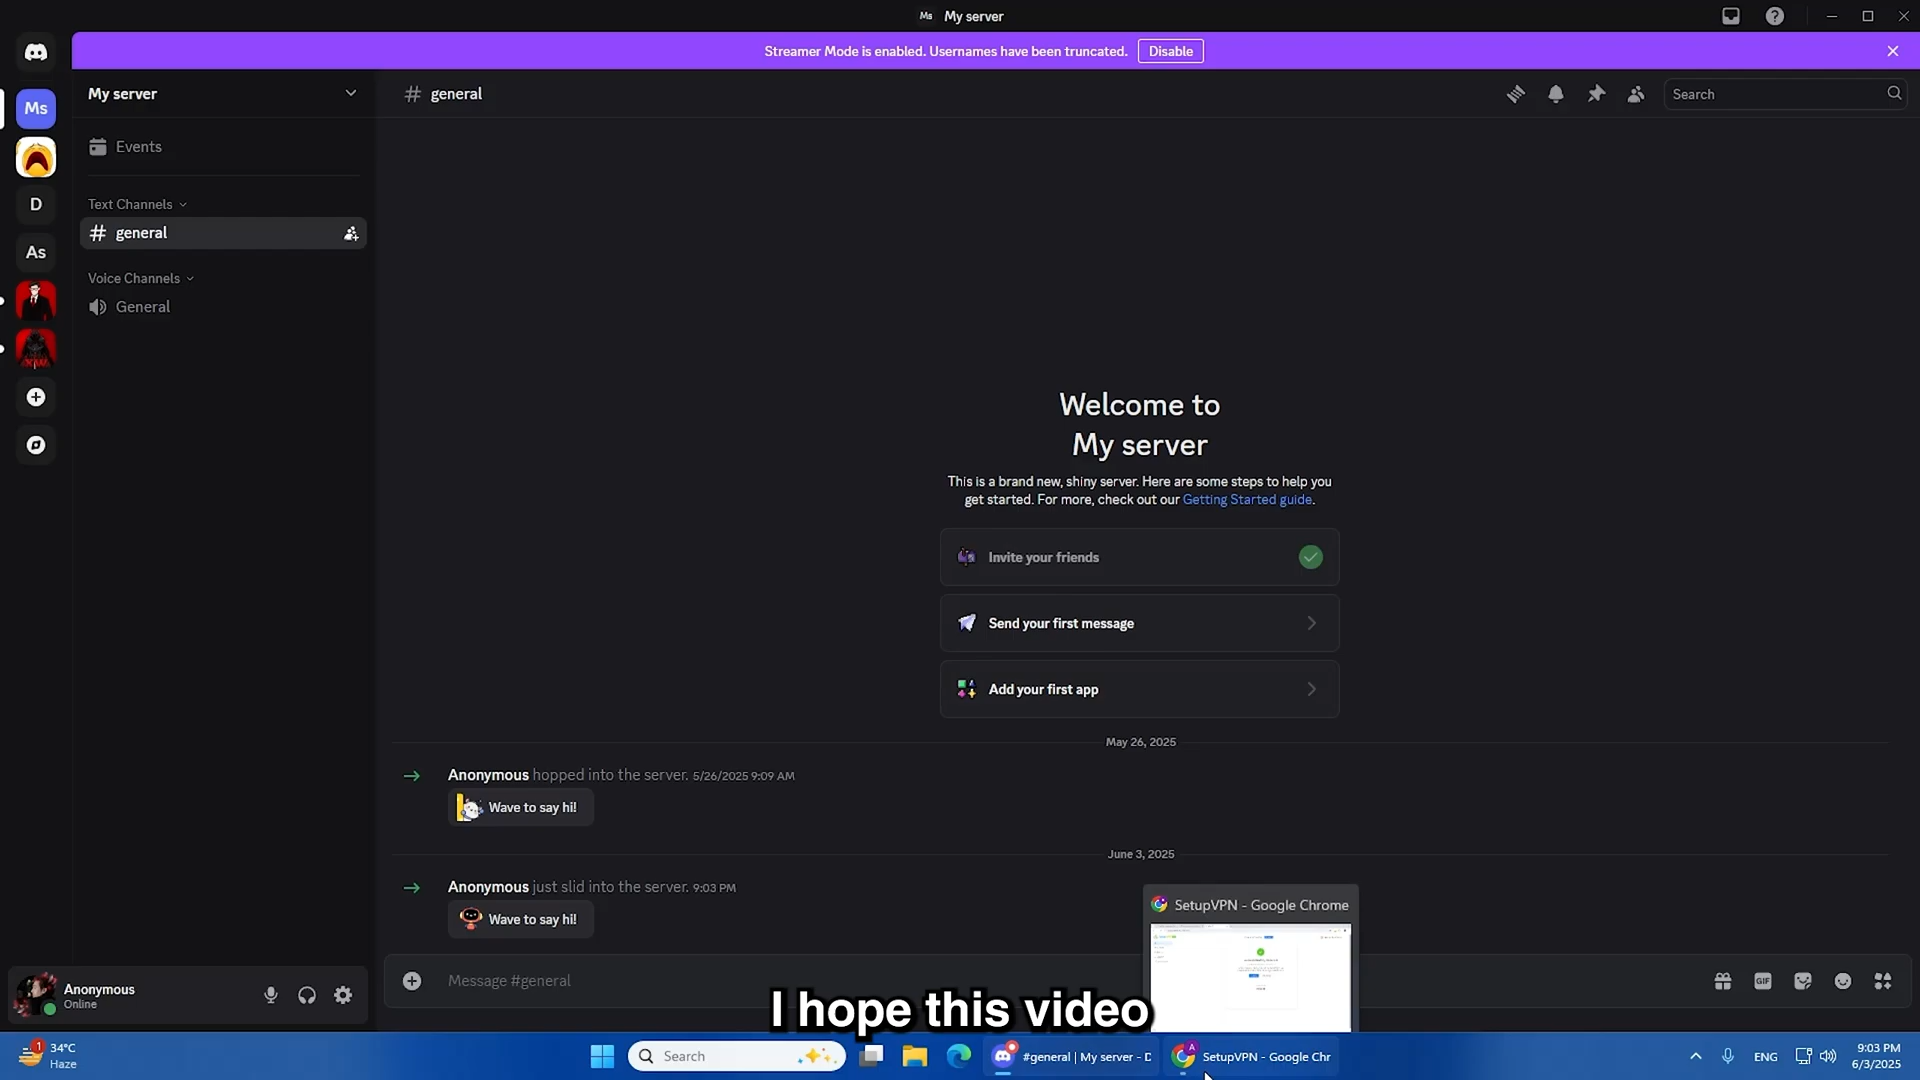 Ms My server
Streamer Mode is enabled. Usernames have been truncated. Disable
My server
# general
Search
Ms
Events
D
Text Channels
# general
As
Voice Channels
General
Welcome to
My server
This is a brand new, shiny server. Here are some steps to help you
get started. For more, check out our Getting Started guide.
Invite your friends
Send your first message
Add your first app
May 26, 2025
Anonymous hopped into the server. 5/26/2025 9:09 AM
Wave to say hi!
June 3, 2025
Anonymous just slid into the server. 9:03 PM
Wave to say hi!
SetupVPN - Google Chrome
Anonymous
Online
Message #general
GIF
I hope this video
1
34°C
Haze
Search
#general | My server - D
A
SetupVPN - Google Chr
ENG
9:03 PM
6/3/2025